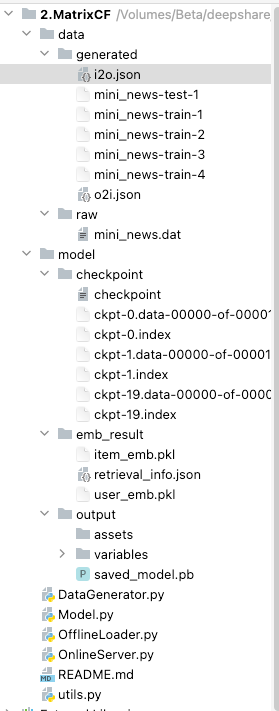 2.MatrixCF /Volumes/Beta/deepshare
data
generated
i2o.json
mini_news-test-1
mini_news-train-1
mini_news-train-2
mini_news-train-3
mini_news-train-4
o2i.json
raw
mini_news.dat
model
checkpoint
checkpoint
ckpt-0.data-00000-of-00001
ckpt-0.index
ckpt-1.data-00000-of-00001
ckpt-1.index
ckpt-19.data-00000-of-0000
ckpt-19.index
emb_result
item_emb.pkl
retrieval_info.json
user_emb.pkl
output
assets
variables
saved_model.pb
DataGenerator.py
Model.py
OfflineLoader.py
OnlineServer.py
README.md
utils.py